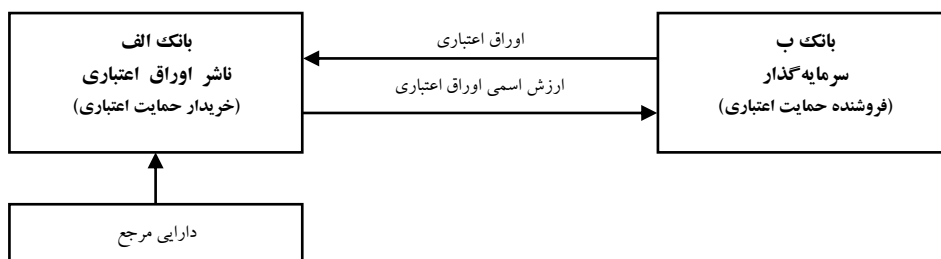 بانک ب
سرمایه‌گذار
(فروشنده حمایت اعتباری)
اوراق اعتباری
ارزش اسمی اوراق اعتباری
بانک الف
ناشر اوراق اعتباری
(خریدار حمایت اعتباری)
دارایی مرجع